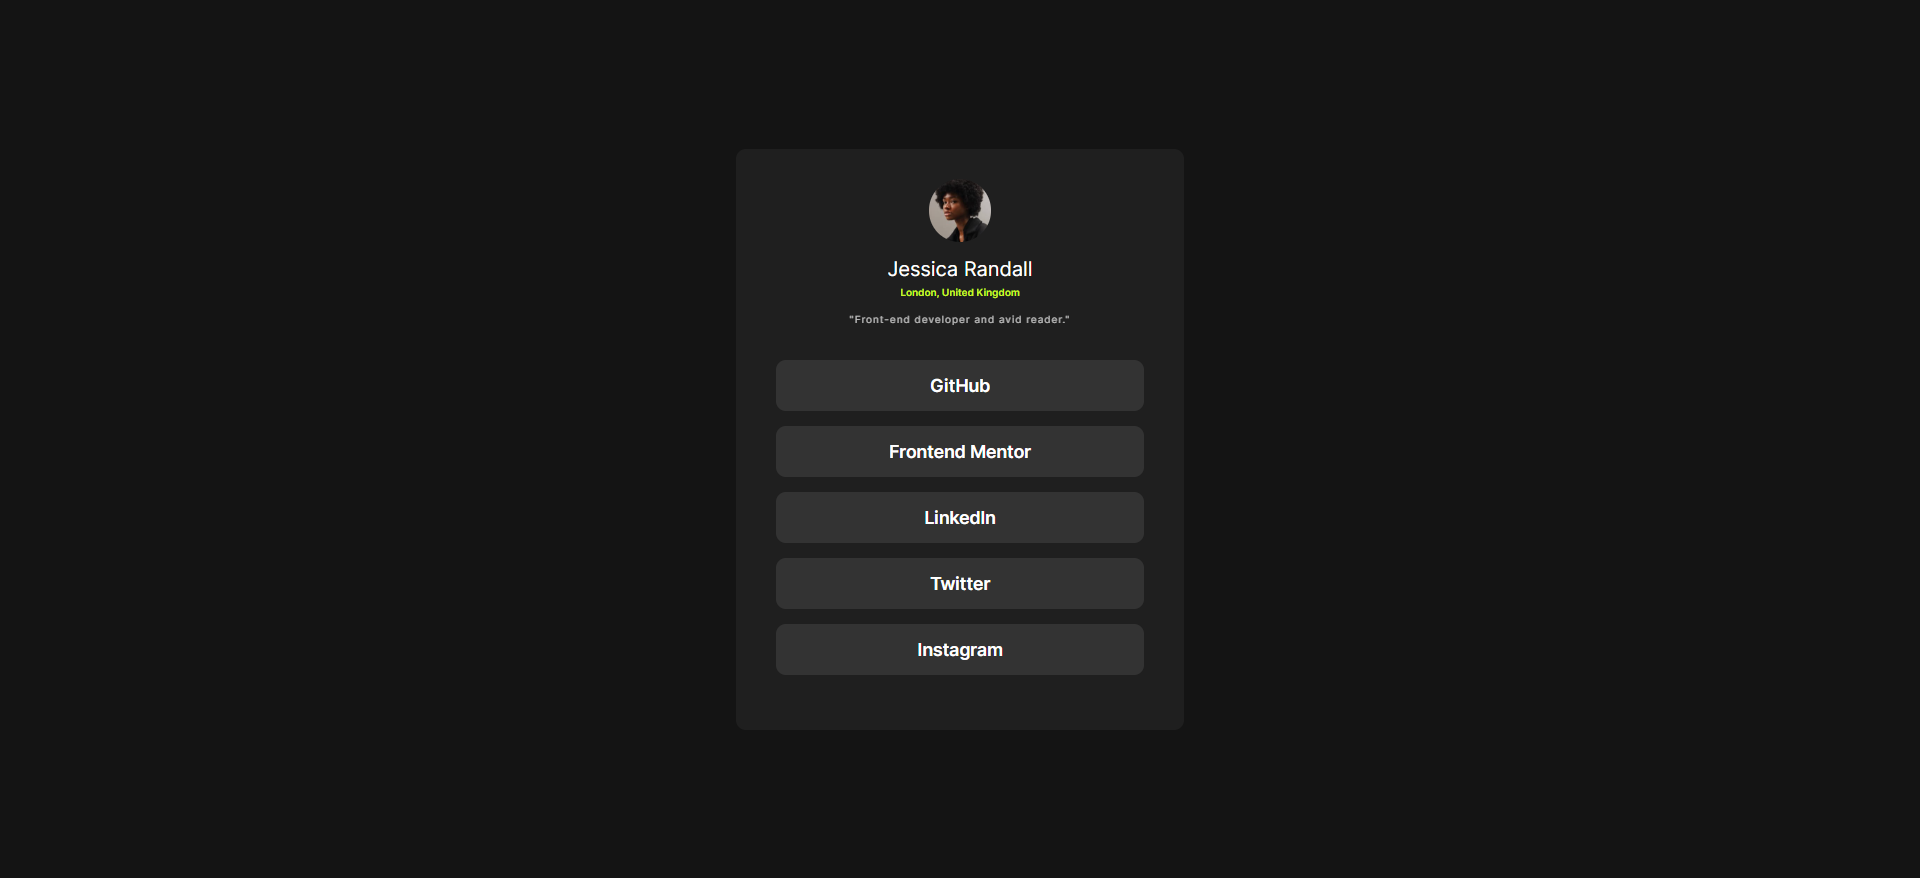 Jessica Randall
London, United Kingdom
"Front-end developer and avid reader."
GitHub
Frontend Mentor
LinkedIn
Twitter
Instagram